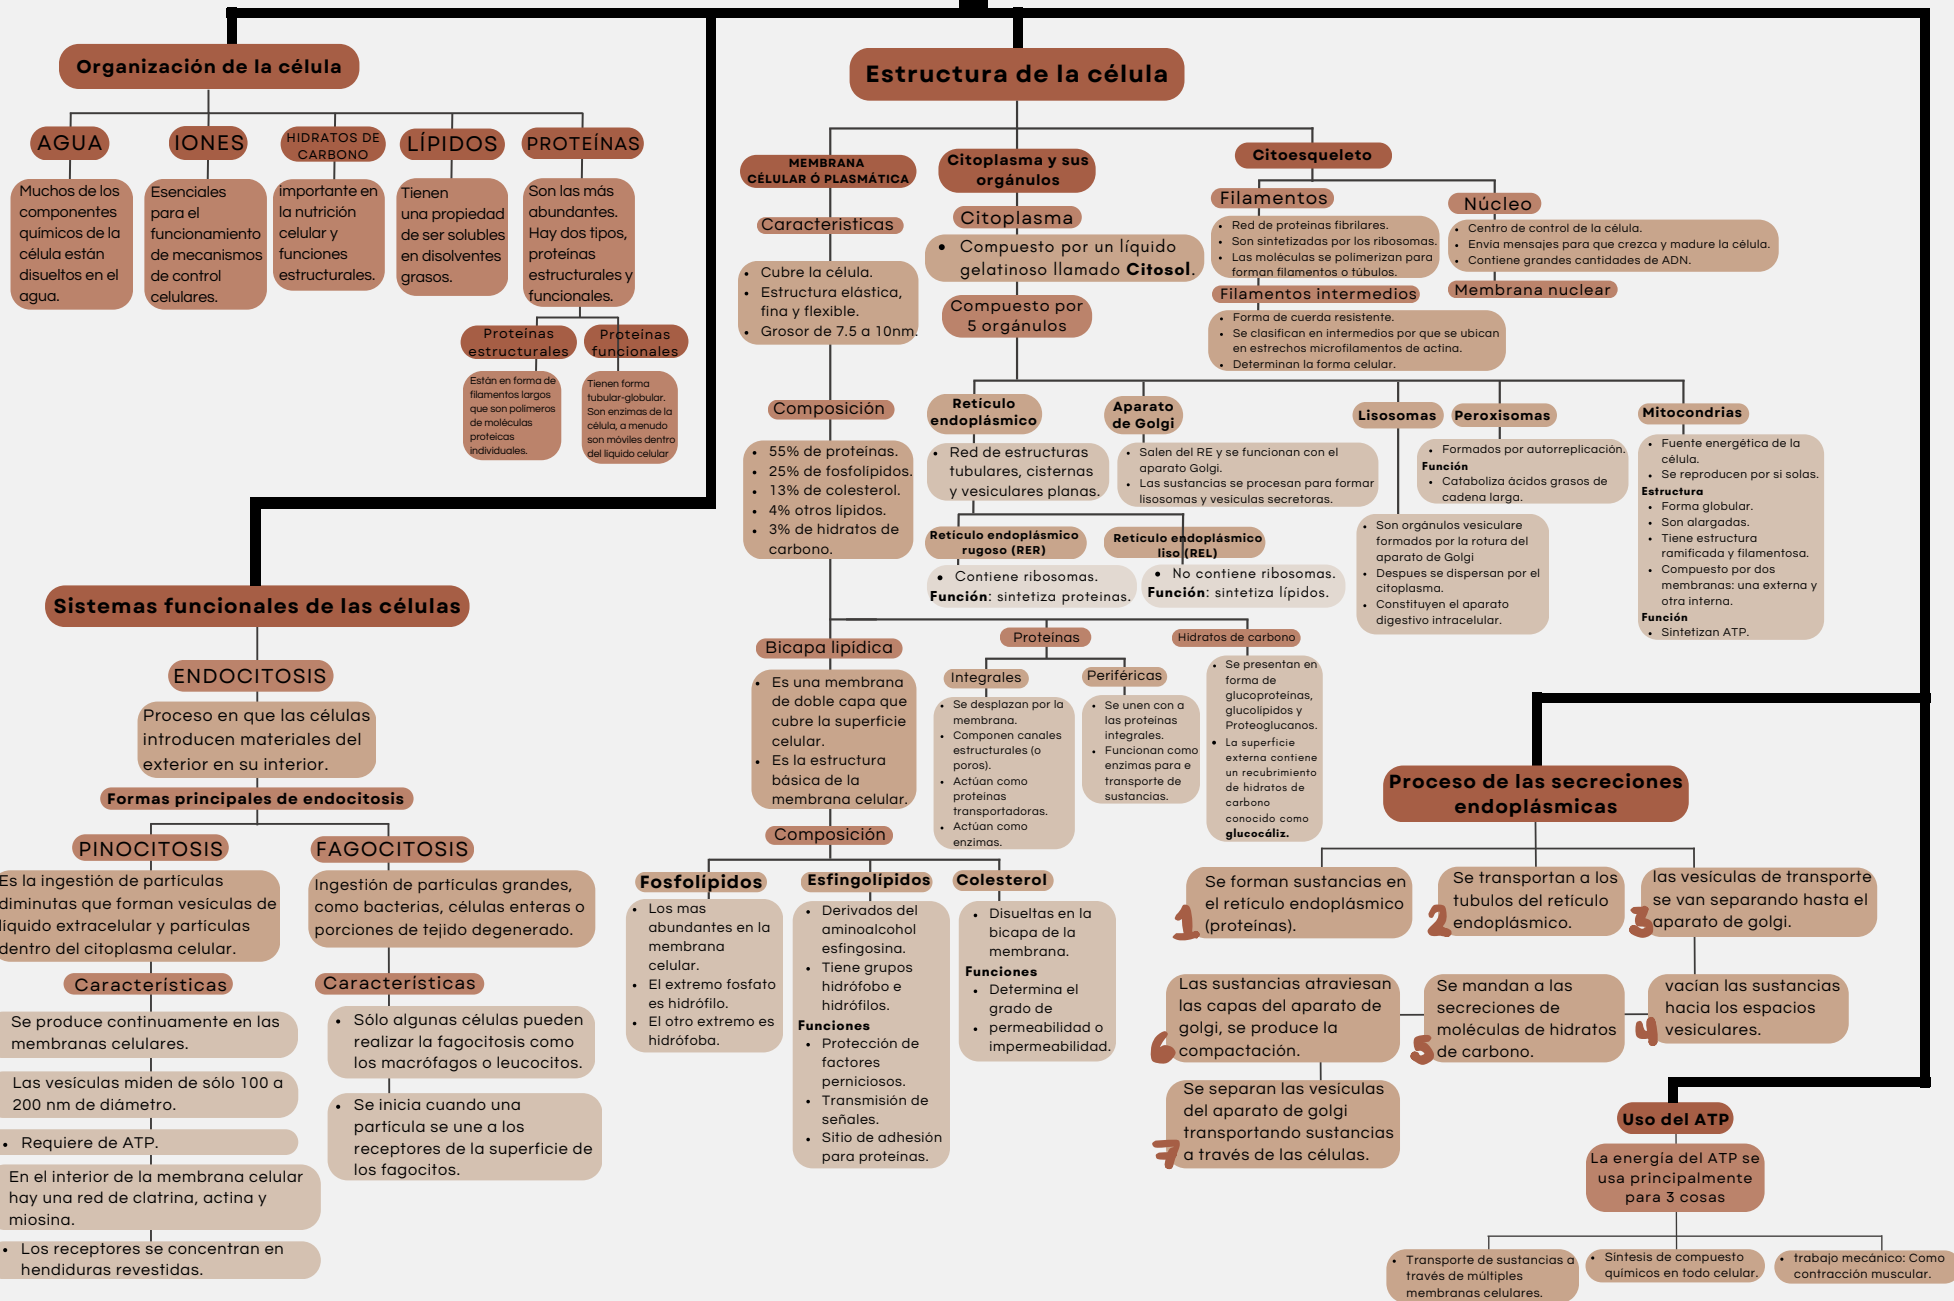 Organización de la célula
AGUA
Muchos de los
componentes
químicos de la
célula están
disueltos en el
agua.
IONES
Esenciales
para el
funcionamiento
de mecanismos
de control
celulares.
HIDRATOS DE
CARBONO
importante en
la nutrición
celular y
funciones
estructurales.
LÍPIDOS
Tienen
una propiedad
de ser solubles
en disolventes
grasos.
PROTEÍNAS
Son las más
abundantes.
Hay dos tipos,
proteínas
estructurales y
funcionales.
Proteinas
estructurales
Están en forma de
filamentos largos
que son polimeros
de moléculas
proteicas
individuales.
Proteinas
funcionales
Tienen forma
tubular-globular.
Son enzimas de la
célula, a menudo
son móviles dentro
del liquido celular
Estructura de la célula
MEMBRANA
CÉLULAR Ó PLASMÁTICA
Caracteristicas
• Cubre la célula.
• Estructura elástica,
fina y flexible.
• Grosor de 7.5 a 10nm.
Composición
• 55% de proteínas.
• 25% de fosfolípidos.
• 13% de colesterol.
• 4% otros lípidos.
• 3% de hidratos de
carbono.
Bicapa lipídica
• Es una membrana
de doble capa que
cubre la superficie
celular.
• Es la estructura
básica de la
membrana celular.
Composición
Fosfolípidos
• Los mas
abundantes en la
membrana
celular.
• El extremo fosfato
es hidrófilo.
• El otro extremo es
hidrófoba.
Esfingolípidos
• Derivados del
aminoalcohol
esfingosina.
• Tiene grupos
hidrófobo e
hidrófilos.
Funciones
• Protección de
factores
perniciosos.
• Transmisión de
señales.
• Sitio de adhesión
para proteínas.
Colesterol
• Disueltas en la
bicapa de la
membrana.
Funciones
• Determina el
grado de
• permeabilidad o
impermeabilidad.
Proteínas
Integrales
• Se desplazan por la
membrana.
• Componen canales
estructurales (o
poros).
• Actúan como
proteínas
transportadoras.
• Actúan como
enzimas.
Periféricas
• Se unen con a
las proteínas
integrales.
• Funcionan como
enzimas para e
transporte de
sustancias.
Hidratos de carbono
• Se presentan en
forma de
glucoproteínas,
glucolípidos y
Proteoglucanos.
• La superficie
externa contiene
un recubrimiento
de hidratos de
carbono
conocido como
glucocáliz.
Citoplasma y sus
orgánulos
Citoplasma
• Compuesto por un líquido
gelatinoso llamado Citosol.
Compuesto por
5 orgánulos
Retículo
endoplásmico
• Red de estructuras
tubulares, cisternas
y vesiculares planas.
Retículo endoplásmico
rugoso (RER)
• Contiene ribosomas.
Función: sintetiza proteinas.
Retículo endoplásmico
liso (REL)
• No contiene ribosomas.
Función: sintetiza lípidos.
Aparato
de Golgi
• Salen del RE y se funcionan con el
aparato Golgi.
• Las sustancias se procesan para formar
lisosomas y vesículas secretoras.
Lisosomas
• Son orgánulos vesiculare
formados por la rotura del
aparato de Golgi
• Despues se dispersan por el
citoplasma.
• Constituyen el aparato
digestivo intracelular.
Peroxisomas
• Formados por autorreplicación.
Función
• Cataboliza ácidos grasos de
cadena larga.
Mitocondrias
• Fuente energética de la
célula.
• Se reproducen por si solas.
Estructura
• Forma globular.
• Son alargadas.
• Tiene estructura
ramificada y filamentosa.
• Compuesto por dos
membranas: una externa y
otra interna.
Función
• Sintetizan ATP.
Citoesqueleto
Filamentos
• Red de proteinas fibrilares.
• Son sintetizadas por los ribosomas.
• Las moléculas se polimerizan para
forman filamentos o túbulos.
Filamentos intermedios
• Forma de cuerda resistente.
• Se clasifican en intermedios por que se ubican
en estrechos microfilamentos de actina.
• Determinan la forma celular.
Núcleo
• Centro de control de la célula.
• Envía mensajes para que crezca y madure la célula.
• Contiene grandes cantidades de ADN.
Membrana nuclear
Sistemas funcionales de las células
ENDOCITOSIS
Proceso en que las células
introducen materiales del
exterior en su interior.
Formas principales de endocitosis
PINOCITOSIS
Es la ingestión de partículas
diminutas que forman vesículas de
líquido extracelular y partículas
dentro del citoplasma celular.
Características
Se produce continuamente en las
membranas celulares.
Las vesículas miden de sólo 100 a
200 nm de diámetro.
• Requiere de ATP.
En el interior de la membrana celular
hay una red de clatrina, actina y
miosina.
• Los receptores se concentran en
hendiduras revestidas.
FAGOCITOSIS
Ingestión de partículas grandes,
como bacterias, células enteras o
porciones de tejido degenerado.
Características
• Sólo algunas células pueden
realizar la fagocitosis como
los macrófagos o leucocitos.
• Se inicia cuando una
partícula se une a los
receptores de la superficie de
los fagocitos.
Proceso de las secreciones
endoplásmicas
1
Se forman sustancias en
el retículo endoplásmico
(proteínas).
2
Se transportan a los
tubulos del retículo
endoplásmico.
3
las vesículas de transporte
se van separando hasta el
aparato de golgi.
4
vacian las sustancias
hacia los espacios
vesiculares.
5
Se mandan a las
secreciones de
moléculas de hidratos
de carbono.
6
Las sustancias atraviesan
las capas del aparato de
golgi, se produce la
compactación.
7
Se separan las vesículas
del aparato de golgi
transportando sustancias
a través de las células.
Uso del ATP
La energía del ATP se
usa principalmente
para 3 cosas
• Transporte de sustancias a
través de múltiples
membranas celulares.
• Síntesis de compuesto
químicos en todo celular.
• trabajo mecánico: Como
contracción muscular.